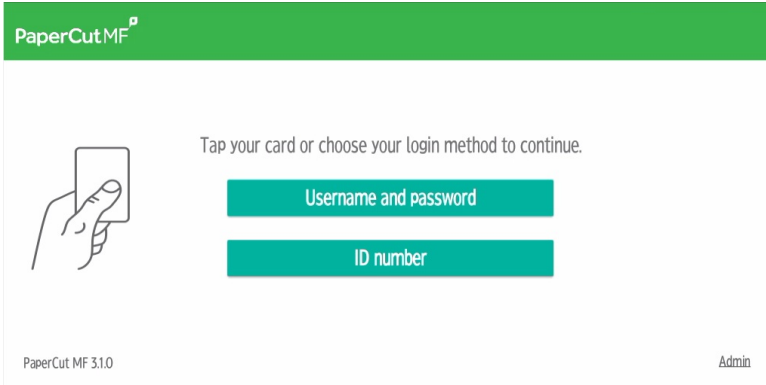 PaperCut MF
Tap your card or choose your login method to continue.
Username and password
ID number
PaperCut MF 3.1.0
Admin